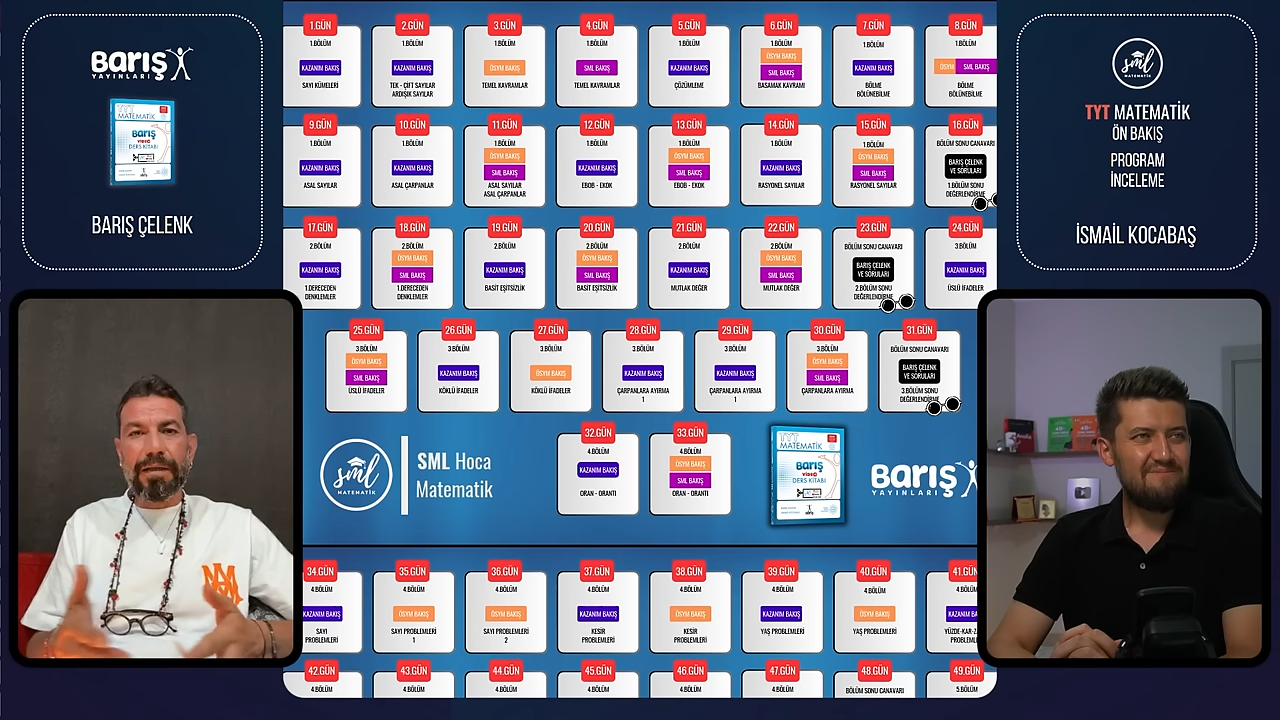 BARIŞ
YAYINLARI
TYT
MATEMATİK
BARIŞ
VİDEO
DERS KİTABI
BARIŞ ÇELENK
1.GÜN
1.BÖLÜM
KAZANIM BAKIŞ
SAYI KÜMELERİ
2.GÜN
1.BÖLÜM
KAZANIM BAKIŞ
TEK - ÇİFT SAYILAR
ARDIŞIK SAYILAR
3.GÜN
1.BÖLÜM
ÖSYM BAKIŞ
TEMEL KAVRAMLAR
4.GÜN
1.BÖLÜM
SML BAKIŞ
TEMEL KAVRAMLAR
5.GÜN
1.BÖLÜM
KAZANIM BAKIŞ
ÇÖZÜMLEME
6.GÜN
1.BÖLÜM
ÖSYM BAKIŞ
SML BAKIŞ
BASAMAK KAVRAMI
7.GÜN
1.BÖLÜM
KAZANIM BAKIŞ
BÖLME
BÖLÜNEBİLME
8.GÜN
1.BÖLÜM
ÖSYM
SML BAKIŞ
BÖLME
BÖLÜNEBİLME
9.GÜN
1.BÖLÜM
KAZANIM BAKIŞ
ASAL SAYILAR
10.GÜN
1.BÖLÜM
KAZANIM BAKIŞ
ASAL ÇARPANLAR
11.GÜN
1.BÖLÜM
ÖSYM BAKIŞ
SML BAKIŞ
ASAL SAYILAR
ASAL ÇARPANLAR
12.GÜN
1.BÖLÜM
KAZANIM BAKIŞ
EBOB - EKOK
13.GÜN
1.BÖLÜM
ÖSYM BAKIŞ
SML BAKIŞ
EBOB - EKOK
14.GÜN
1.BÖLÜM
KAZANIM BAKIŞ
RASYONEL SAYILAR
15.GÜN
1.BÖLÜM
ÖSYM BAKIŞ
SML BAKIŞ
RASYONEL SAYILAR
16.GÜN
BÖLÜM SONU CANAVARI
BARIŞ ÇELENK
VE SORULARI
1.BÖLÜM SONU
DEĞERLENDİRME
17.GÜN
2.BÖLÜM
KAZANIM BAKIŞ
1.DERECEDEN
DENKLEMLER
18.GÜN
2.BÖLÜM
ÖSYM BAKIŞ
SML BAKIŞ
1.DERECEDEN
DENKLEMLER
19.GÜN
2.BÖLÜM
KAZANIM BAKIŞ
BASİT EŞİTSİZLİK
20.GÜN
2.BÖLÜM
ÖSYM BAKIŞ
SML BAKIŞ
BASİT EŞİTSİZLİK
21.GÜN
2.BÖLÜM
KAZANIM BAKIŞ
MUTLAK DEĞER
22.GÜN
2.BÖLÜM
ÖSYM BAKIŞ
SML BAKIŞ
MUTLAK DEĞER
23.GÜN
BÖLÜM SONU CANAVARI
BARIŞ ÇELENK
VE SORULARI
2.BÖLÜM SONU
DEĞERLENDİRME
24.GÜN
3.BÖLÜM
KAZANIM BAKIŞ
ÜSLÜ İFADELER
25.GÜN
3.BÖLÜM
ÖSYM BAKIŞ
SML BAKIŞ
ÜSLÜ İFADELER
26.GÜN
3.BÖLÜM
KAZANIM BAKIŞ
KÖKLÜ İFADELER
27.GÜN
3.BÖLÜM
ÖSYM BAKIŞ
KÖKLÜ İFADELER
28.GÜN
3.BÖLÜM
KAZANIM BAKIŞ
ÇARPANLARA AYIRMA
1
29.GÜN
3.BÖLÜM
KAZANIM BAKIŞ
ÇARPANLARA AYIRMA
1
30.GÜN
3.BÖLÜM
ÖSYM BAKIŞ
SML BAKIŞ
ÇARPANLARA AYIRMA
31.GÜN
BÖLÜM SONU CANAVARI
BARIŞ ÇELENK
VE SORULARI
3.BÖLÜM SONU
DEĞERLENDİRME
sml
MATEMATİK
SML Hoca
Matematik
32.GÜN
4.BÖLÜM
KAZANIM BAKIŞ
ORAN - ORANTI
33.GÜN
4.BÖLÜM
ÖSYM BAKIŞ
SML BAKIŞ
ORAN - ORANTI
TYT
MATEMATİK
BARIŞ
VİDEO
DERS KİTABI
BARIŞ
YAYINLARI
34.GÜN
4.BÖLÜM
KAZANIM BAKIŞ
SAYI
PROBLEMLERİ
35.GÜN
4.BÖLÜM
ÖSYM BAKIŞ
SAYI PROBLEMLERİ
1
36.GÜN
4.BÖLÜM
ÖSYM BAKIŞ
SAYI PROBLEMLERİ
2
37.GÜN
4.BÖLÜM
KAZANIM BAKIŞ
KESİR
PROBLEMLERİ
38.GÜN
4.BÖLÜM
ÖSYM BAKIŞ
KESİR
PROBLEMLERİ
39.GÜN
4.BÖLÜM
KAZANIM BAKIŞ
YAŞ PROBLEMLERİ
40.GÜN
4.BÖLÜM
ÖSYM BAKIŞ
YAŞ PROBLEMLERİ
41.GÜN
4.BÖLÜM
KAZANIM BA
YÜZDE-KAR-Z
PROBLEMLE
42.GÜN
4.BÖLÜM
43.GÜN
4.BÖLÜM
44.GÜN
4.BÖLÜM
45.GÜN
4.BÖLÜM
46.GÜN
4.BÖLÜM
47.GÜN
4.BÖLÜM
48.GÜN
BÖLÜM SONU CANAVARI
49.GÜN
5.BÖLÜM
sml
MATEMATİK
TYT MATEMATİK
ÖN BAKIŞ
PROGRAM
İNCELEME
İSMAİL KOCABAŞ